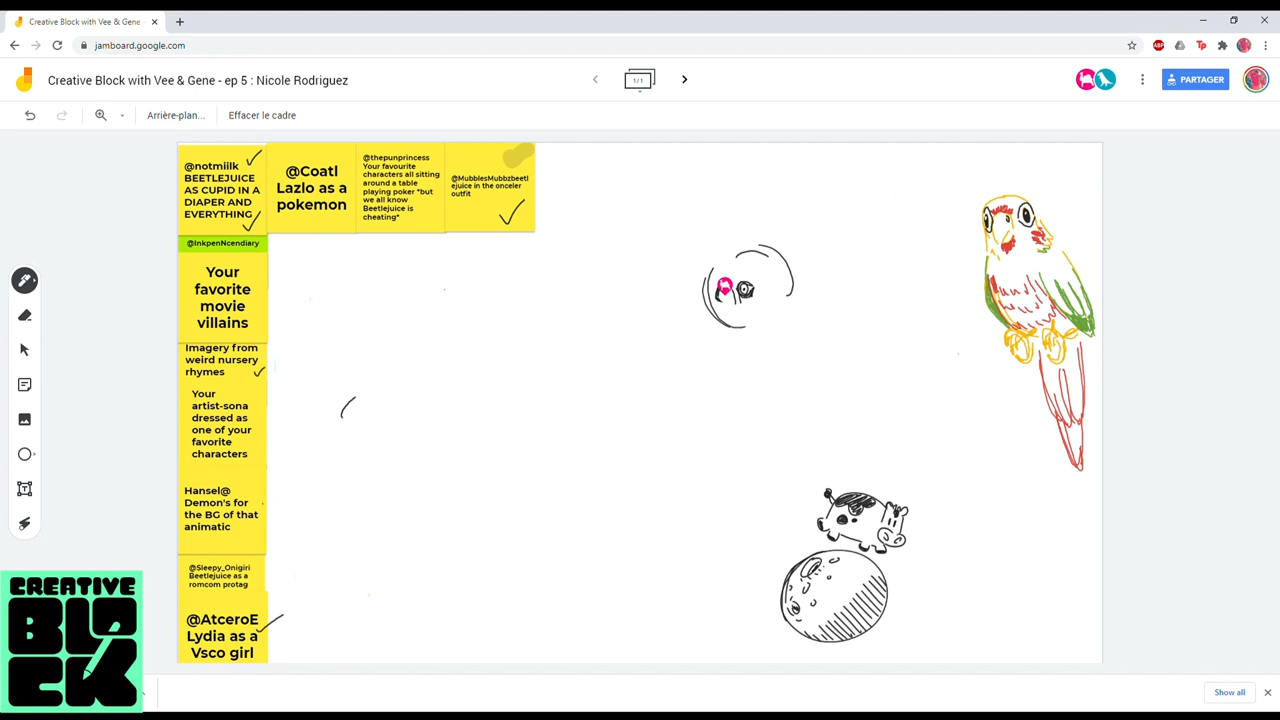 Creative Block with Vee & Gene -
jamboard.google.com
ABP
Tp
Creative Block with Vee & Gene - ep 5 : Nicole Rodriguez
1/1
PARTAGER
Arrière-plan...
Effacer le cadre
@notmiilk
BEETLEJUICE
AS CUPID IN A
DIAPER AND
EVERYTHING
@Coatl
Lazlo as a
pokemon
@thepunprincess
Your favourite
characters all sitting
around a table
playing poker *but
we all know
Beetlejuice is
cheating*
@MubblesMubbzbeetl
ejuice in the onceler
outfit
@InkpenNcendiary
Your
favorite
movie
villains
Imagery from
weird nursery
rhymes
Your
artist-sona
dressed as
one of your
favorite
characters
Hansel@
Demon's for
the BG of that
animatic
@Sleepy_Onigiri
Beetlejuice as a
romcom protag
@AtceroE
Lydia as a
Vsco girl
CREATIVE
BLOCK
Show all